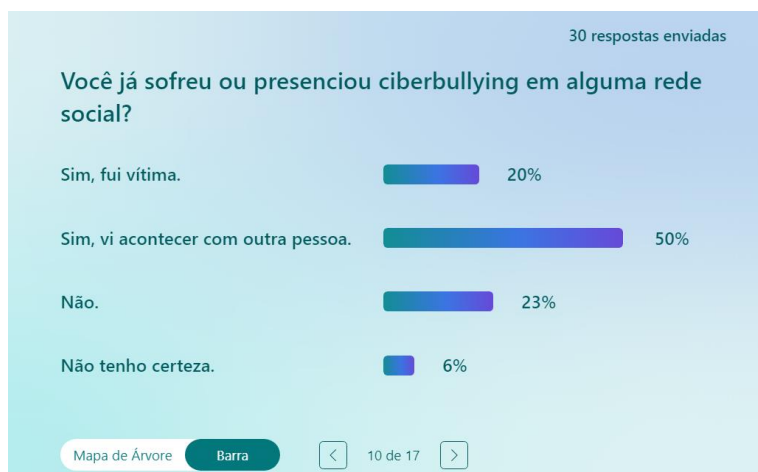 30 respostas enviadas
Você já sofreu ou presenciou ciberbullying em alguma rede
social?
Sim, fui vítima.
20%
Sim, vi acontecer com outra pessoa.
50%
Não.
23%
Não tenho certeza.
6%
Mapa de Árvore
Barra
10 de 17